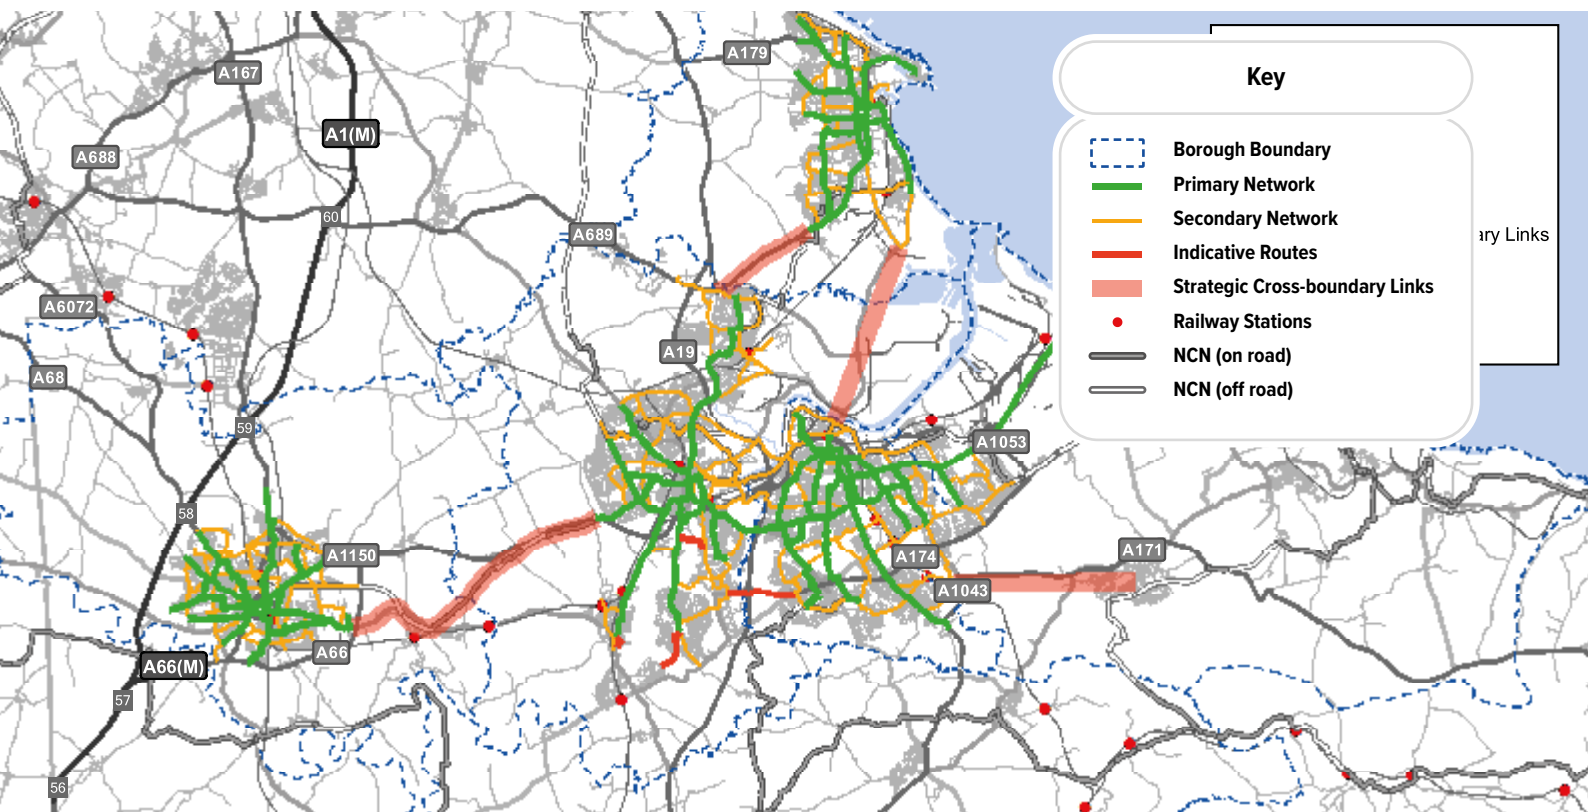 A179
A167
Key
A1(M)
Borough Boundary
A688
Primary Network
60
Secondary Network
A689
ary Links
Indicative Routes
Strategic Cross-boundary Links
A6072
Railway Stations
A19
NCN (on road)
A68
NCN (off road)
59
A1053
58
A1150
A174
A171
A1043
A66
A66(M)
57
56